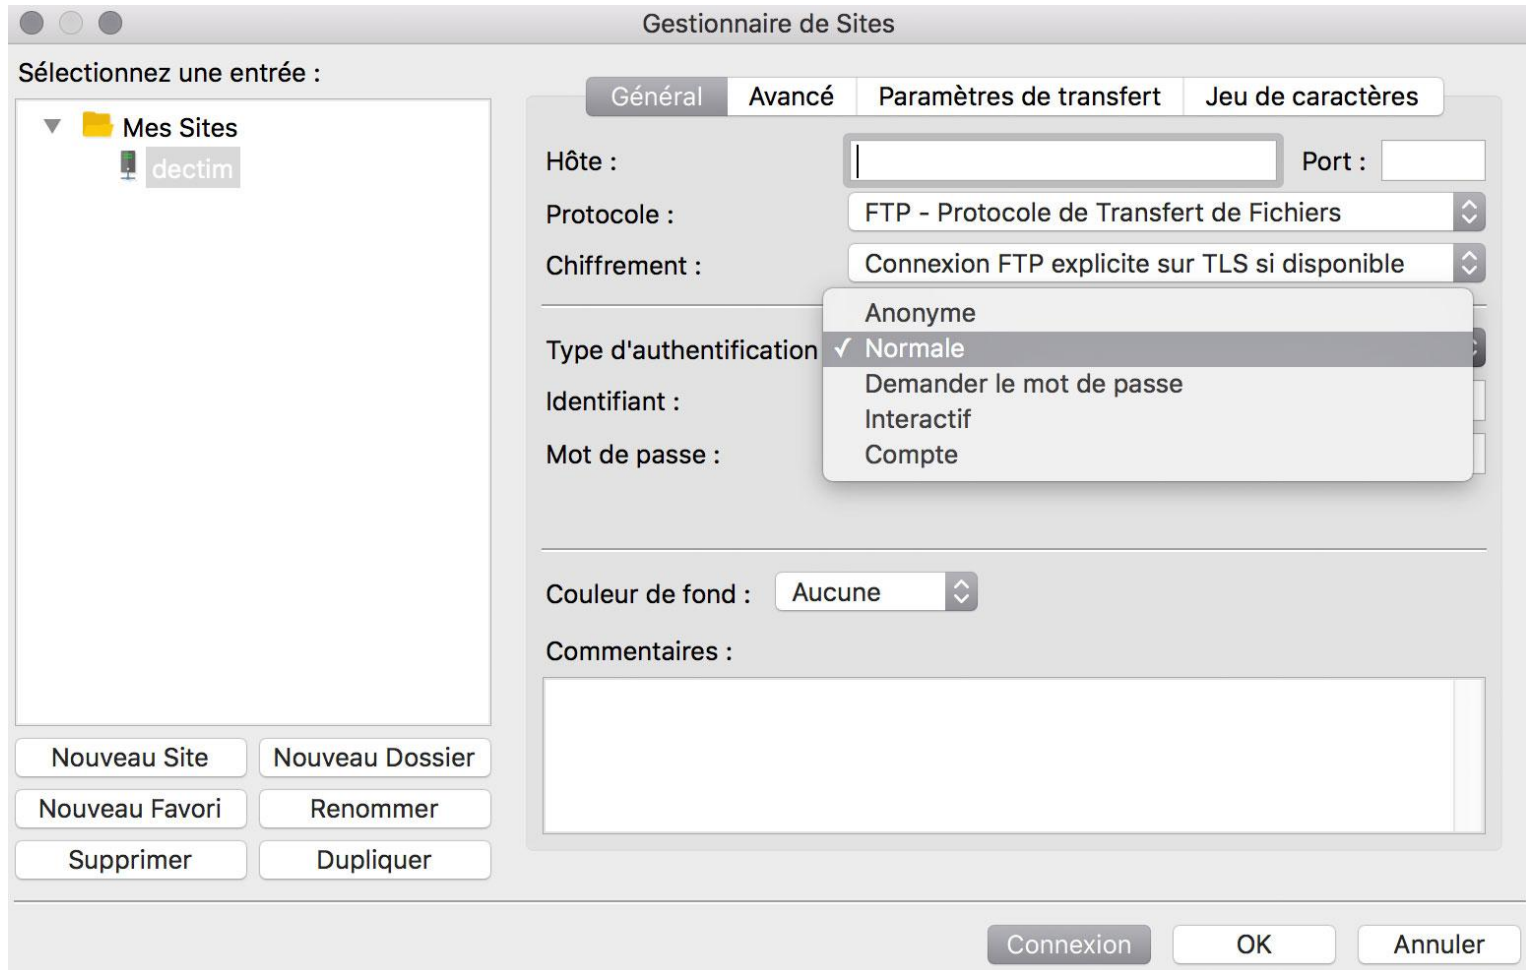 Gestionnaire de Sites
Sélectionnez une entrée :
Mes Sites
dectim
Nouveau Site
Nouveau Dossier
Nouveau Favori
Renommer
Supprimer
Dupliquer
Général
Avancé
Paramètres de transfert
Jeu de caractères
Hôte :
Port :
Protocole :
FTP - Protocole de Transfert de Fichiers
Chiffrement :
Connexion FTP explicite sur TLS si disponible
Type d'authentification
Anonyme
✓ Normale
Demander le mot de passe
Interactif
Compte
Identifiant :
Mot de passe :
Couleur de fond :
Aucune
Commentaires :
Connexion
OK
Annuler